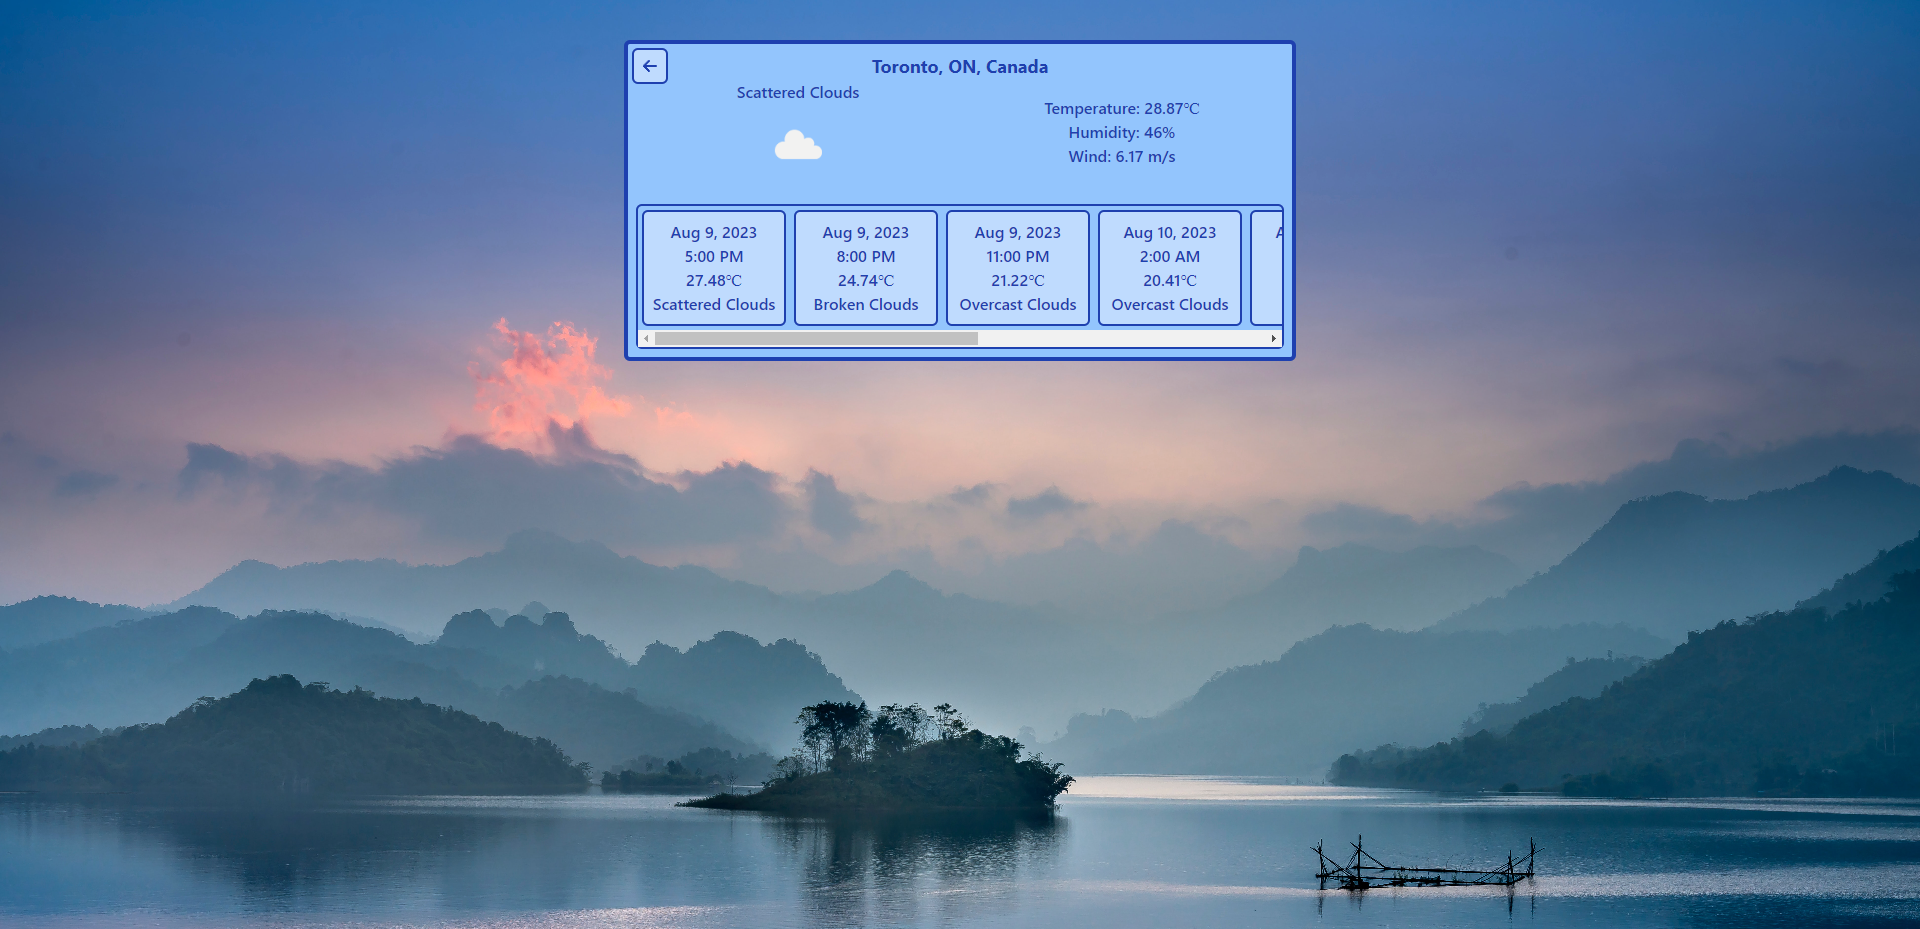 Toronto, ON, Canada
Scattered Clouds
Temperature: 28.87℃
Humidity: 46%
Wind: 6.17 m/s
Aug 9, 2023
5:00 PM
27.48℃
Scattered Clouds
Aug 9, 2023
8:00 PM
24.74℃
Broken Clouds
Aug 9, 2023
11:00 PM
21.22℃
Overcast Clouds
Aug 10, 2023
2:00 AM
20.41℃
Overcast Clouds